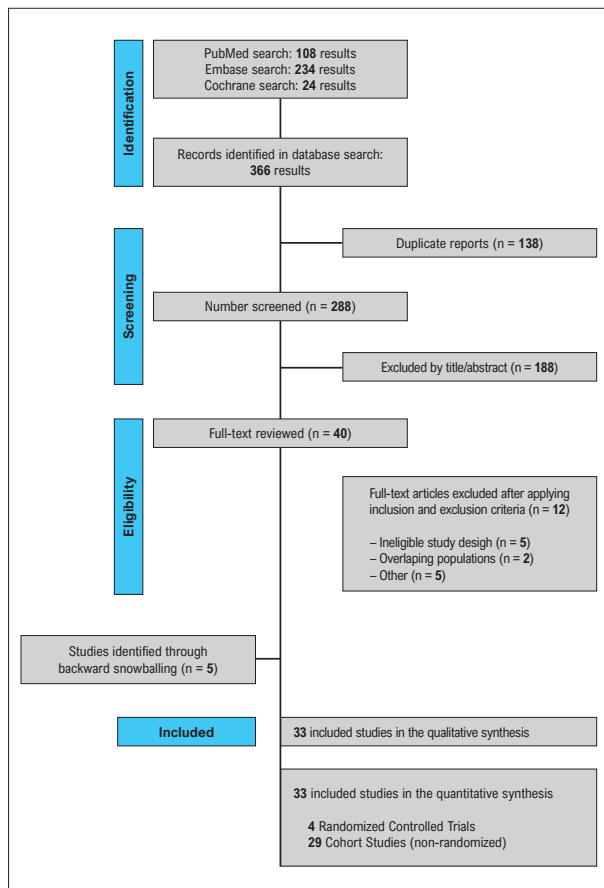 Identification
PubMed search: 108 results
Embase search: 234 results
Cochrane search: 24 results
Records identified in database search:
366 results
Duplicate reports (n = 138)
Screening
Number screened (n = 288)
Excluded by title/abstract (n = 188)
Eligibility
Full-text reviewed (n = 40)
Full-text articles excluded after applying
inclusion and exclusion criteria (n = 12)
– Ineligible study desigh (n = 5)
– Overlaping populations (n = 2)
– Other (n = 5)
Studies identified through
backward snowballing (n = 5)
Included
33 included studies in the qualitative synthesis
33 included studies in the quantitative synthesis
4 Randomized Controlled Trials
29 Cohort Studies (non-randomized)